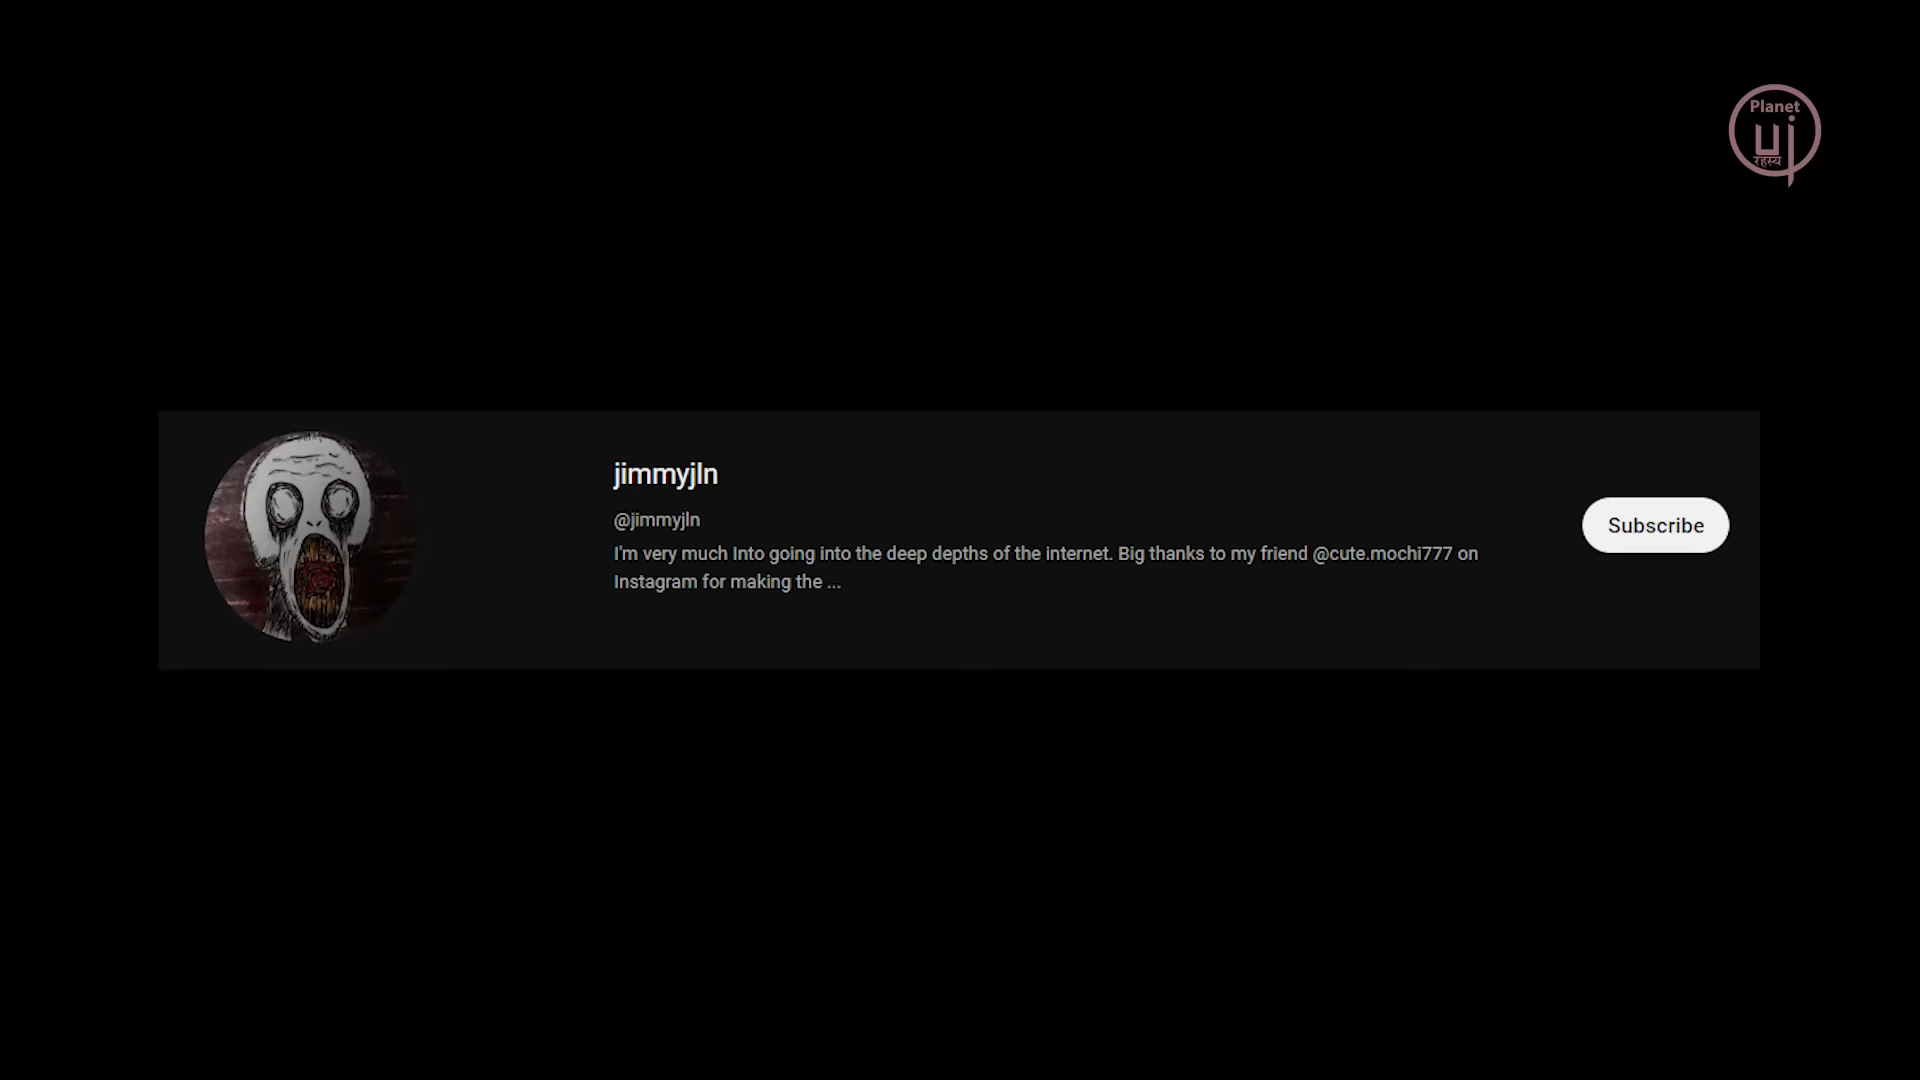 Planet
uj
रहस्य
jimmyjln
@jimmyjln
I'm very much Into going into the deep depths of the internet. Big thanks to my friend @cute.mochi777 on
Instagram for making the ...
Subscribe